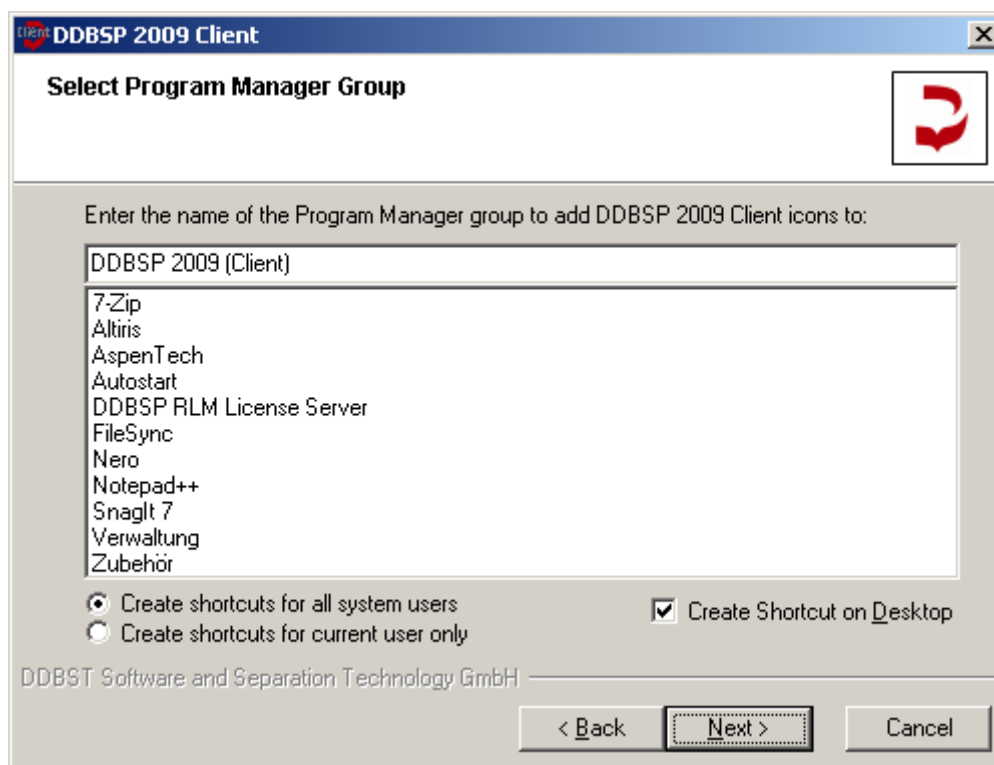 Client DDBSP 2009 Client
Select Program Manager Group
Enter the name of the Program Manager group to add DDBSP 2009 Client icons to:
DDBSP 2009 (Client)
7-Zip
Altiris
AspenTech
Autostart
DDBSP RLM License Server
FileSync
Nero
Notepad++
SnagIt 7
Verwaltung
Zubehör
Create shortcuts for all system users
Create Shortcut on Desktop
Create shortcuts for current user only
DDBST Software and Separation Technology GmbH
< Back
Next >
Cancel